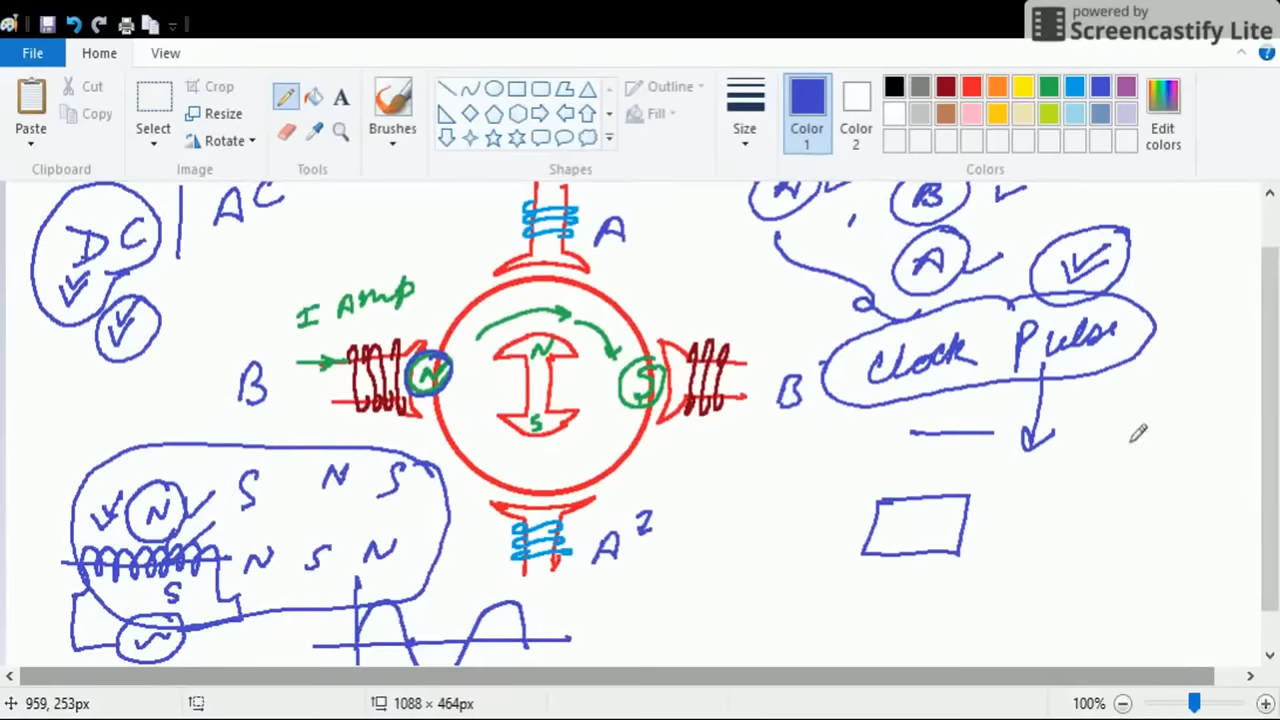 powered by
Screencastify Lite
File Home View
Cut
Copy
Paste
Crop
Resize
Rotate
Select
Brushes
Outline
Fill
Size
Color 1
Color 2
Edit colors
Clipboard
Image
Tools
Shapes
Colors
DC | AC
A
B
A
A
I Amp
N
S
N
S
B
B
Clock Pulse
N S N S
N S N
S
A 2
959, 253px
1088 × 464px
100%